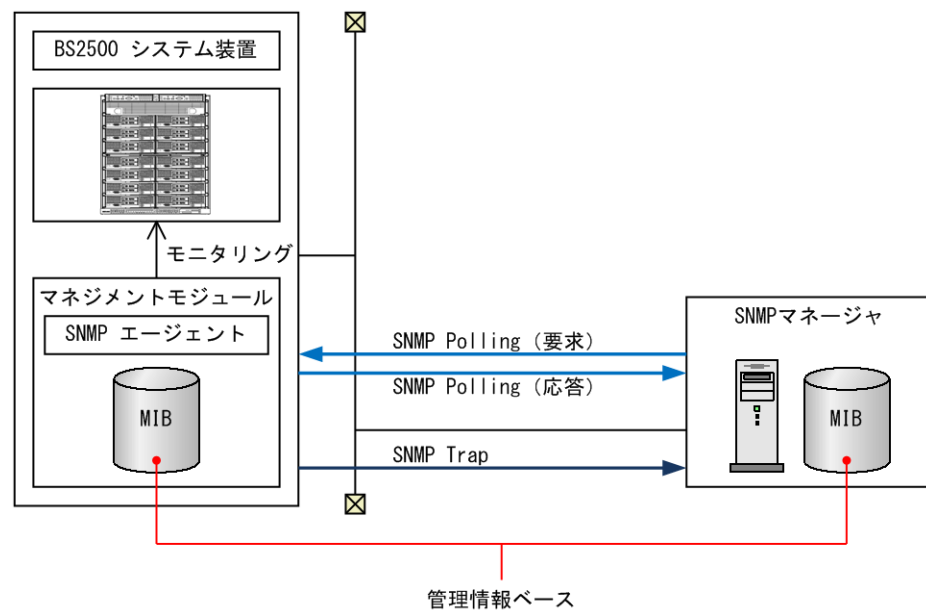 BS2500 システム装置
モニタリング
マネジメントモジュール
SNMP エージェント
MIB
SNMP Polling (要求)
SNMP Polling (応答)
SNMP Trap
SNMPマネージャ
MIB
管理情報ベース